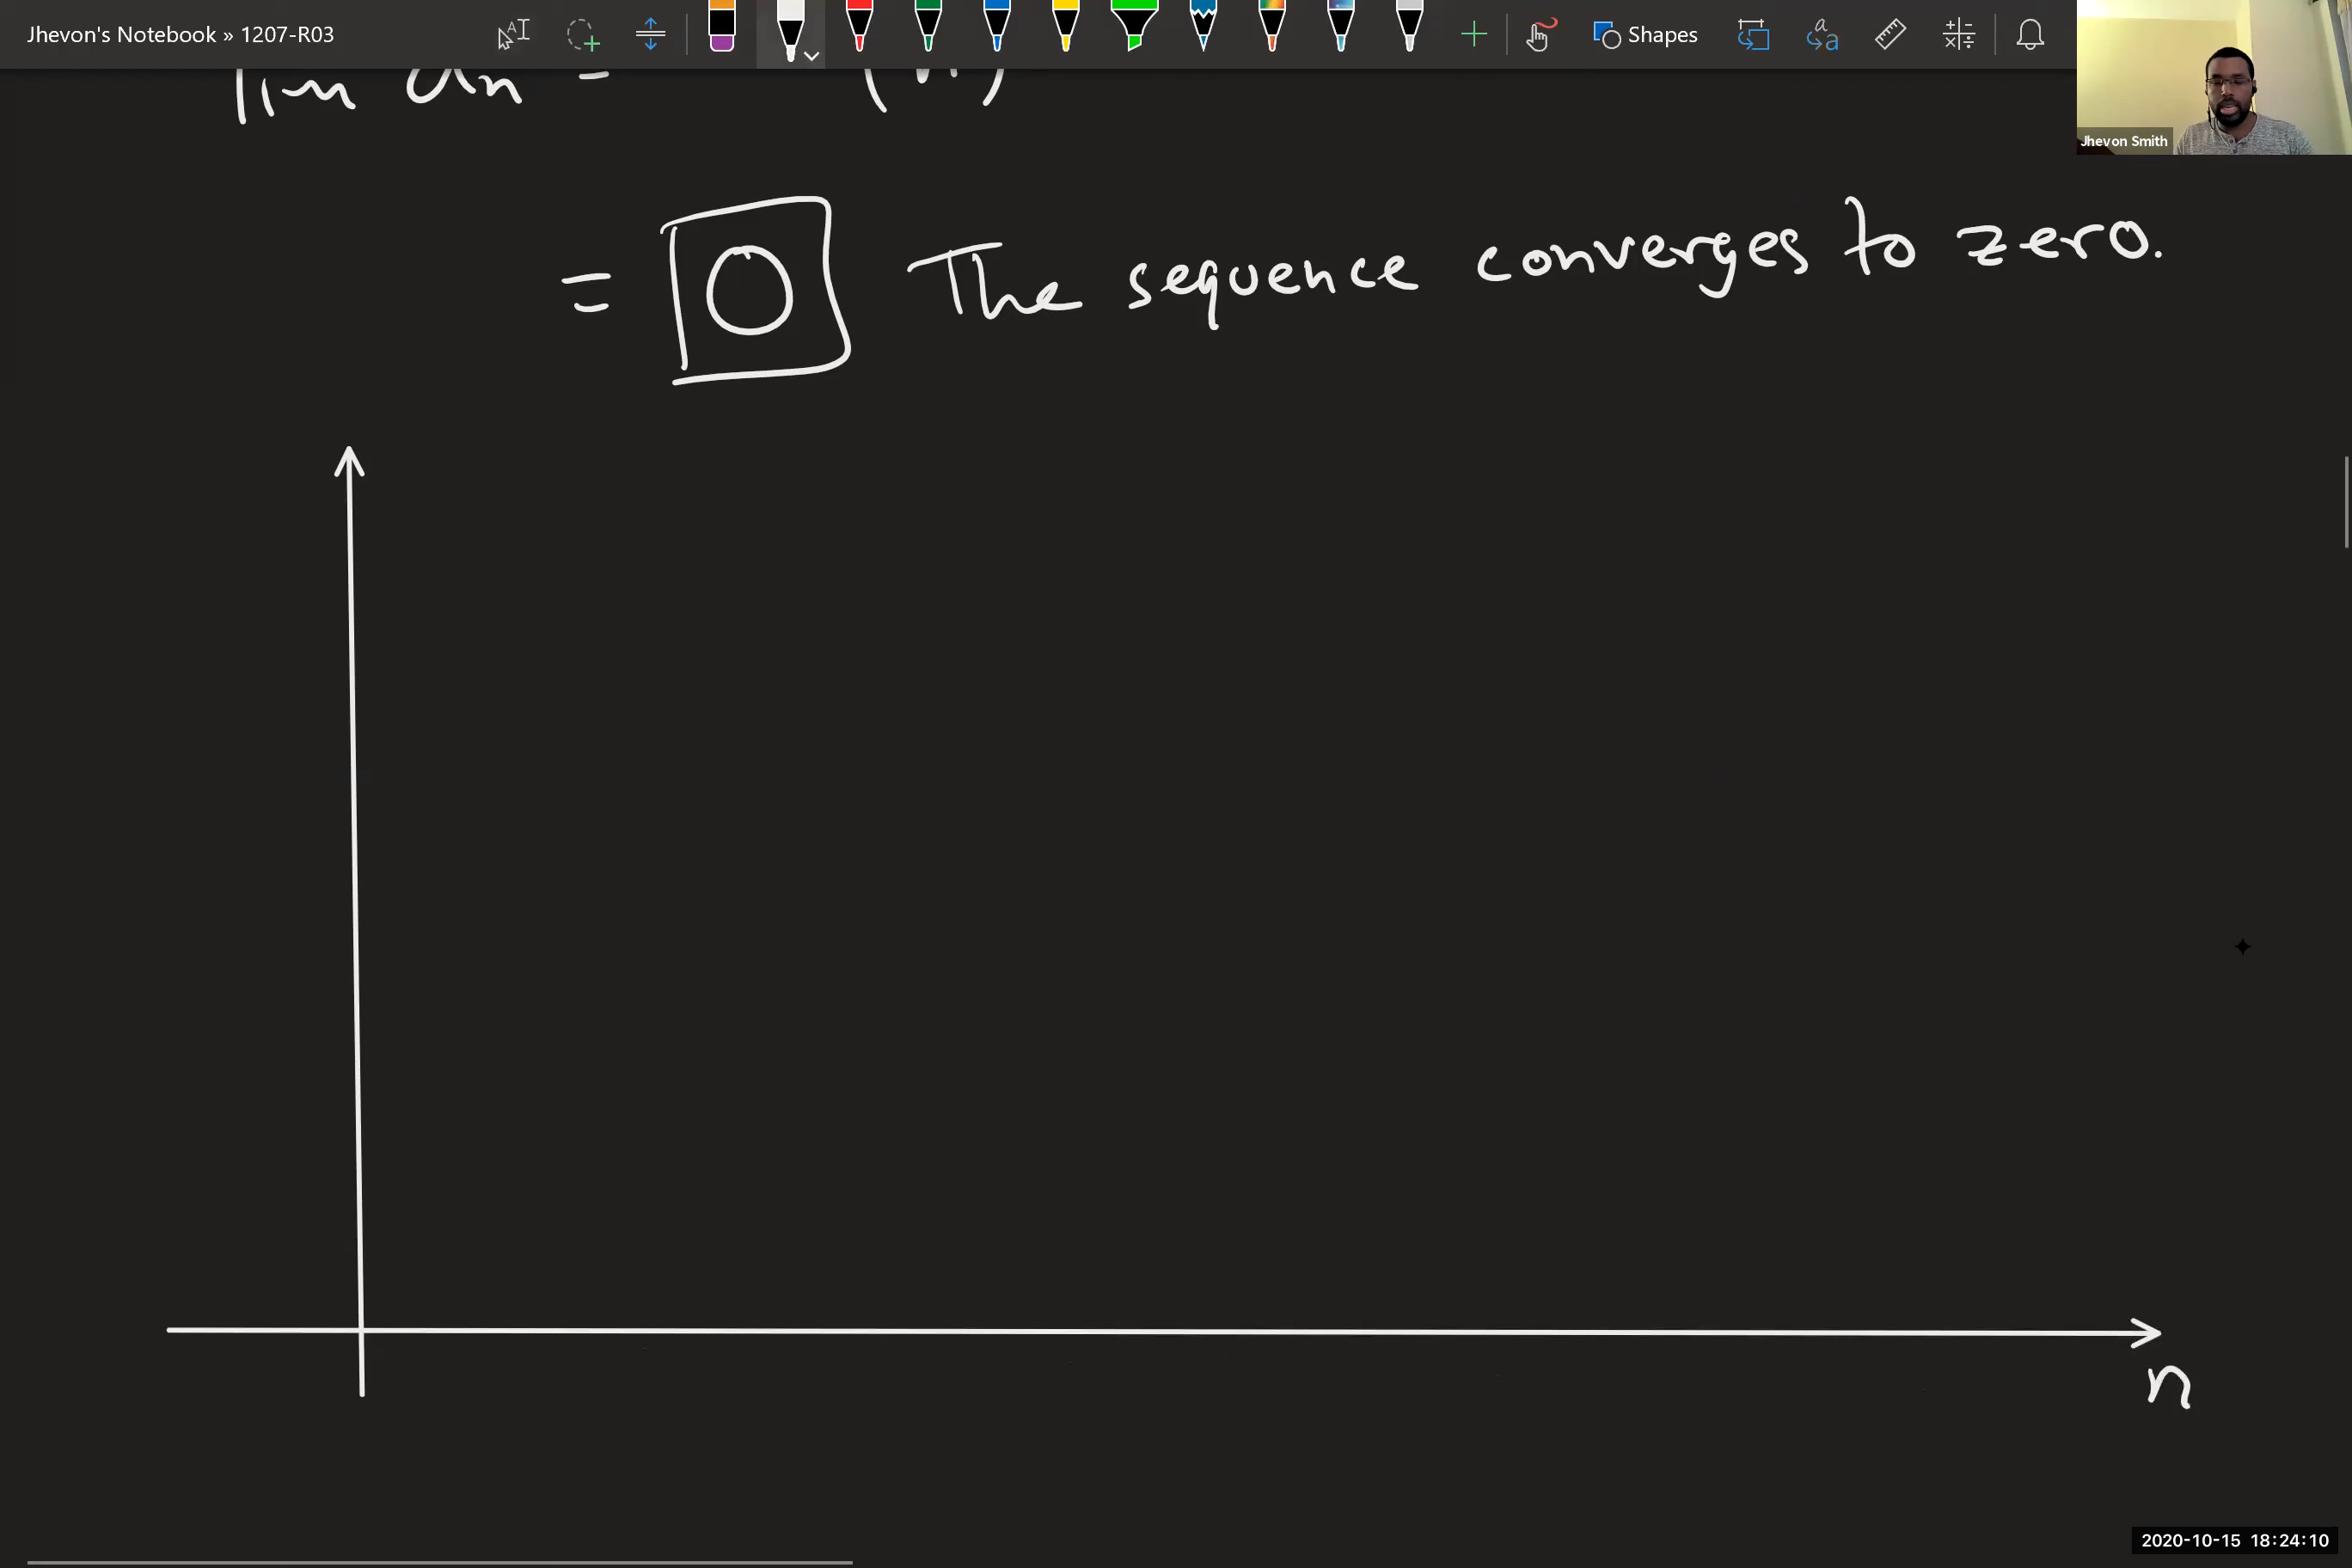 Jhevon's Notebook » 1207-R03
Shapes
Jhevon Smith
lim an =
= 0 The sequence converges to zero.
n
2020-10-15 18:24:10